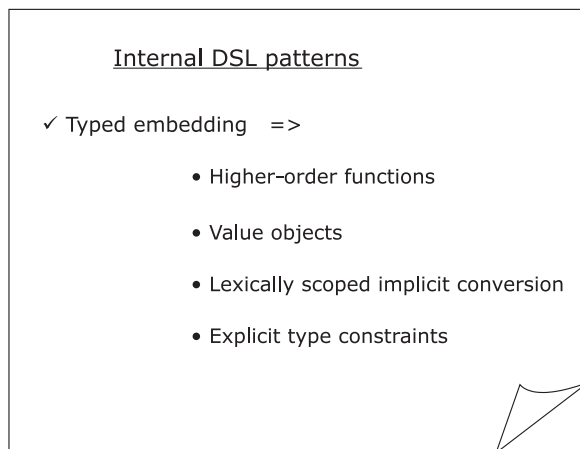 Internal DSL patterns
✓ Typed embedding =>
• Higher-order functions
• Value objects
• Lexically scoped implicit conversion
• Explicit type constraints